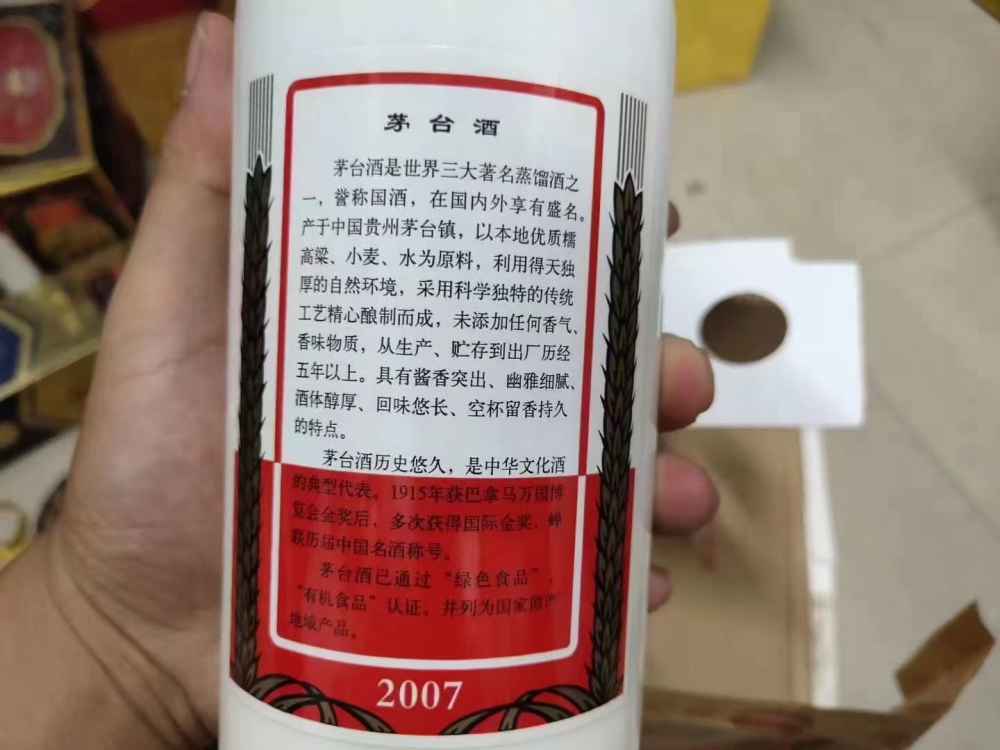 茅台酒
茅台酒是世界三大著名蒸馏酒之
一，誉称国酒，在国内外享有盛名。
产于中国贵州茅台镇，以本地优质糯
高粱、小麦、水为原料，利用得天独
厚的自然环境，采用科学独特的传统
工艺精心酿制而成，未添加任何香气、
香味物质，从生产、贮存到出厂历经
五年以上。具有酱香突出、幽雅细腻、
酒体醇厚、回味悠长、空杯留香持久
的特点。
茅台酒历史悠久，是中华文化酒
的典型代表。1915年获巴拿马万国博
览会金奖后，多次获得国际金奖，蝉
联历届中国名酒称号。
茅台酒已通过“绿色食品”、
“有机食品”认证，并列为国家
地域产品。
2007